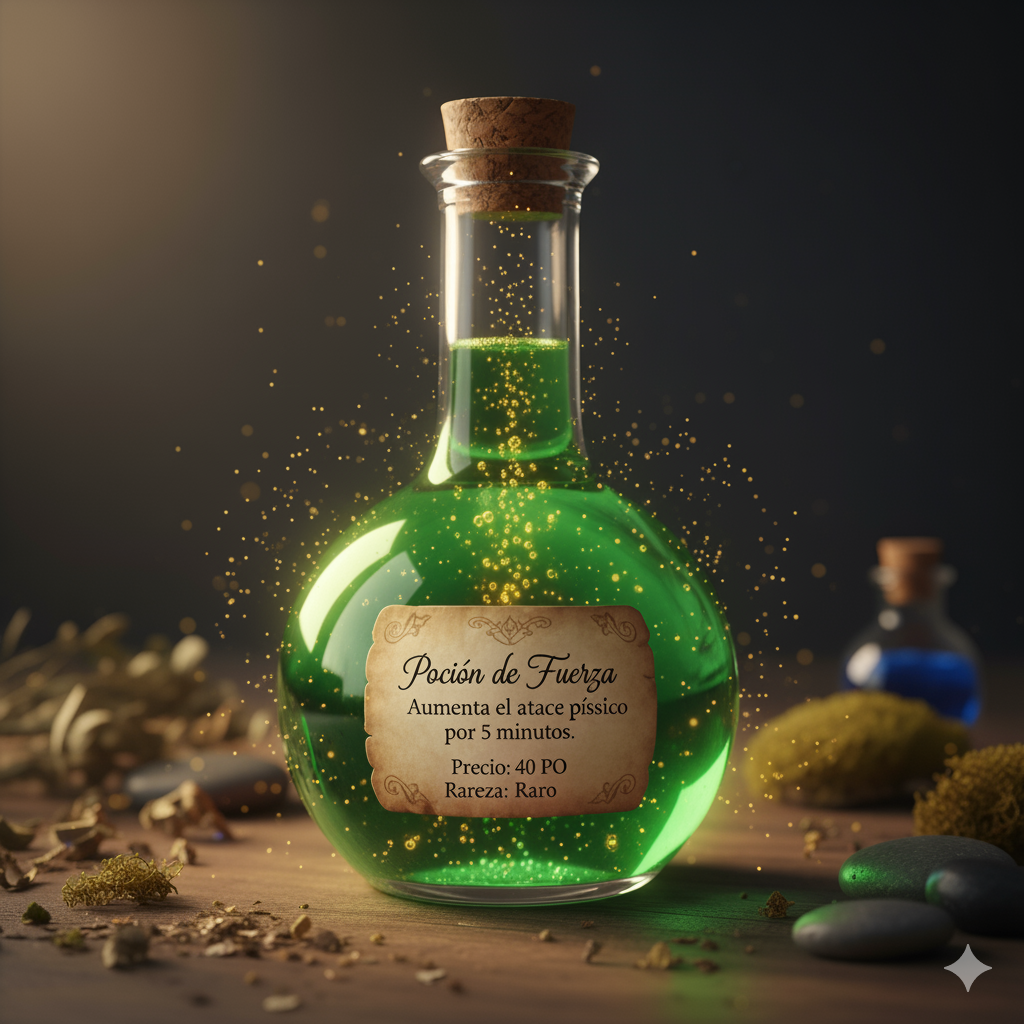 Poción de Fuerza
Aumenta el atace píssico
por 5 minutos.
Precio: 40 PO
Rareza: Raro